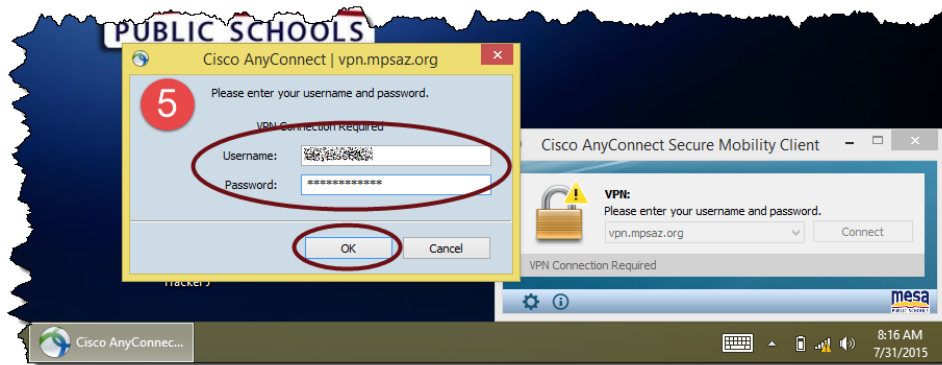 PUBLIC SCHOOLS
Cisco AnyConnect | vpn.mpsaz.org
5
Please enter your username and password.
VPN Connection Required
Username:
Password: ************
OK Cancel
Cisco AnyConnect Secure Mobility Client
VPN:
Please enter your username and password.
vpn.mpsaz.org Connect
VPN Connection Required
mesa
PUBLIC SCHOOLS
Cisco AnyConnec...
8:16 AM
7/31/2015